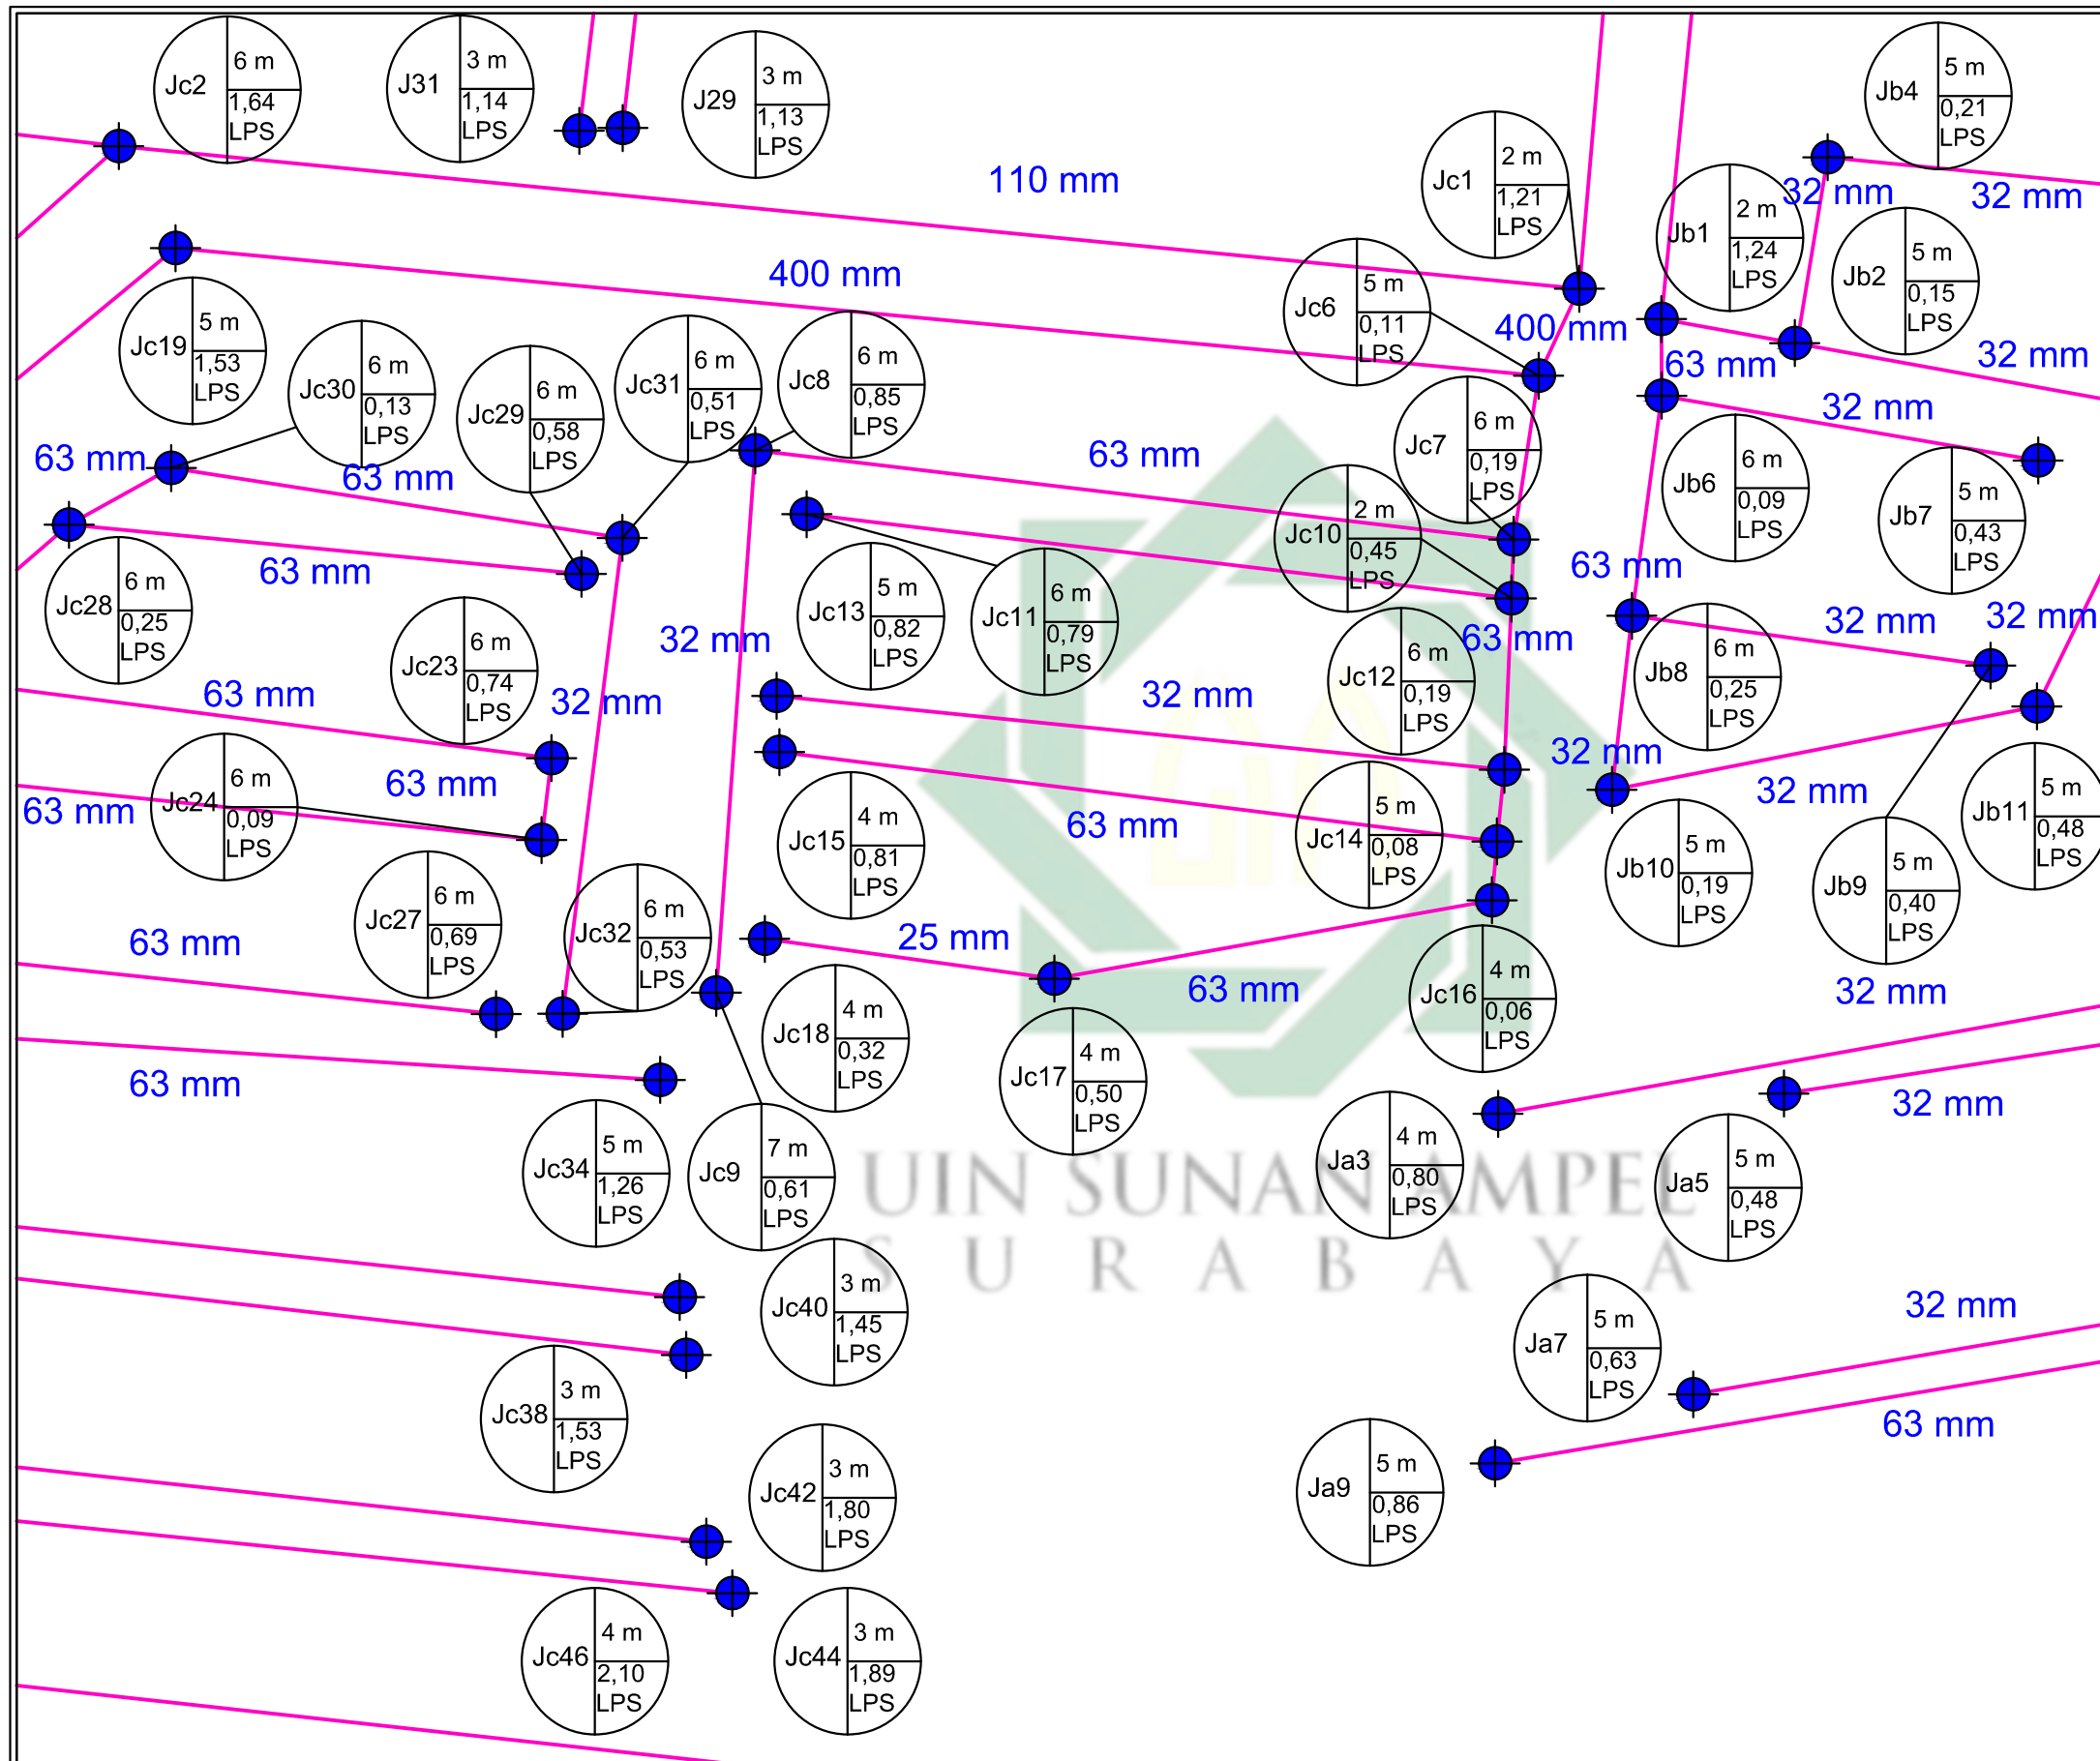 Jc2
6 m
1,64
LPS
J31
3 m
1,14
LPS
J29
3 m
1,13
LPS
Jb4
5 m
0,21
LPS
110 mm
Jc1
2 m
1,21
LPS
32 mm
32 mm
Jb1
2 m
1,24
LPS
Jb2
5 m
0,15
LPS
400 mm
Jc6
5 m
0,11
LPS
400 mm
63 mm
32 mm
Jc19
5 m
1,53
LPS
Jc30
6 m
0,13
LPS
Jc29
6 m
0,58
LPS
Jc31
6 m
0,51
LPS
Jc8
6 m
0,85
LPS
32 mm
63 mm
63 mm
63 mm
Jc7
6 m
0,19
LPS
Jb6
6 m
0,09
LPS
Jb7
5 m
0,43
LPS
Jc10
2 m
0,45
LPS
63 mm
63 mm
Jc28
6 m
0,25
LPS
Jc13
5 m
0,82
LPS
Jc11
6 m
0,79
LPS
32 mm
32 mm
32 mm
63 mm
Jc23
6 m
0,74
LPS
Jc12
6 m
0,19
LPS
Jb8
6 m
0,25
LPS
63 mm
32 mm
32 mm
32 mm
63 mm
63 mm
Jc24
6 m
0,09
LPS
63 mm
32 mm
Jc15
4 m
0,81
LPS
Jc14
5 m
0,08
LPS
Jb11
5 m
0,48
LPS
Jb10
5 m
0,19
LPS
Jb9
5 m
0,40
LPS
Jc27
6 m
0,69
LPS
Jc32
6 m
0,53
LPS
63 mm
25 mm
63 mm
32 mm
Jc16
4 m
0,06
LPS
Jc18
4 m
0,32
LPS
Jc17
4 m
0,50
LPS
63 mm
32 mm
Jc34
5 m
1,26
LPS
Jc9
7 m
0,61
LPS
Ja3
4 m
0,80
LPS
Ja5
5 m
0,48
LPS
UIN SUNAN AMPEL
SURABAYA
Jc40
3 m
1,45
LPS
32 mm
Ja7
5 m
0,63
LPS
Jc38
3 m
1,53
LPS
63 mm
Jc42
3 m
1,80
LPS
Ja9
5 m
0,86
LPS
Jc46
4 m
2,10
LPS
Jc44
3 m
1,89
LPS